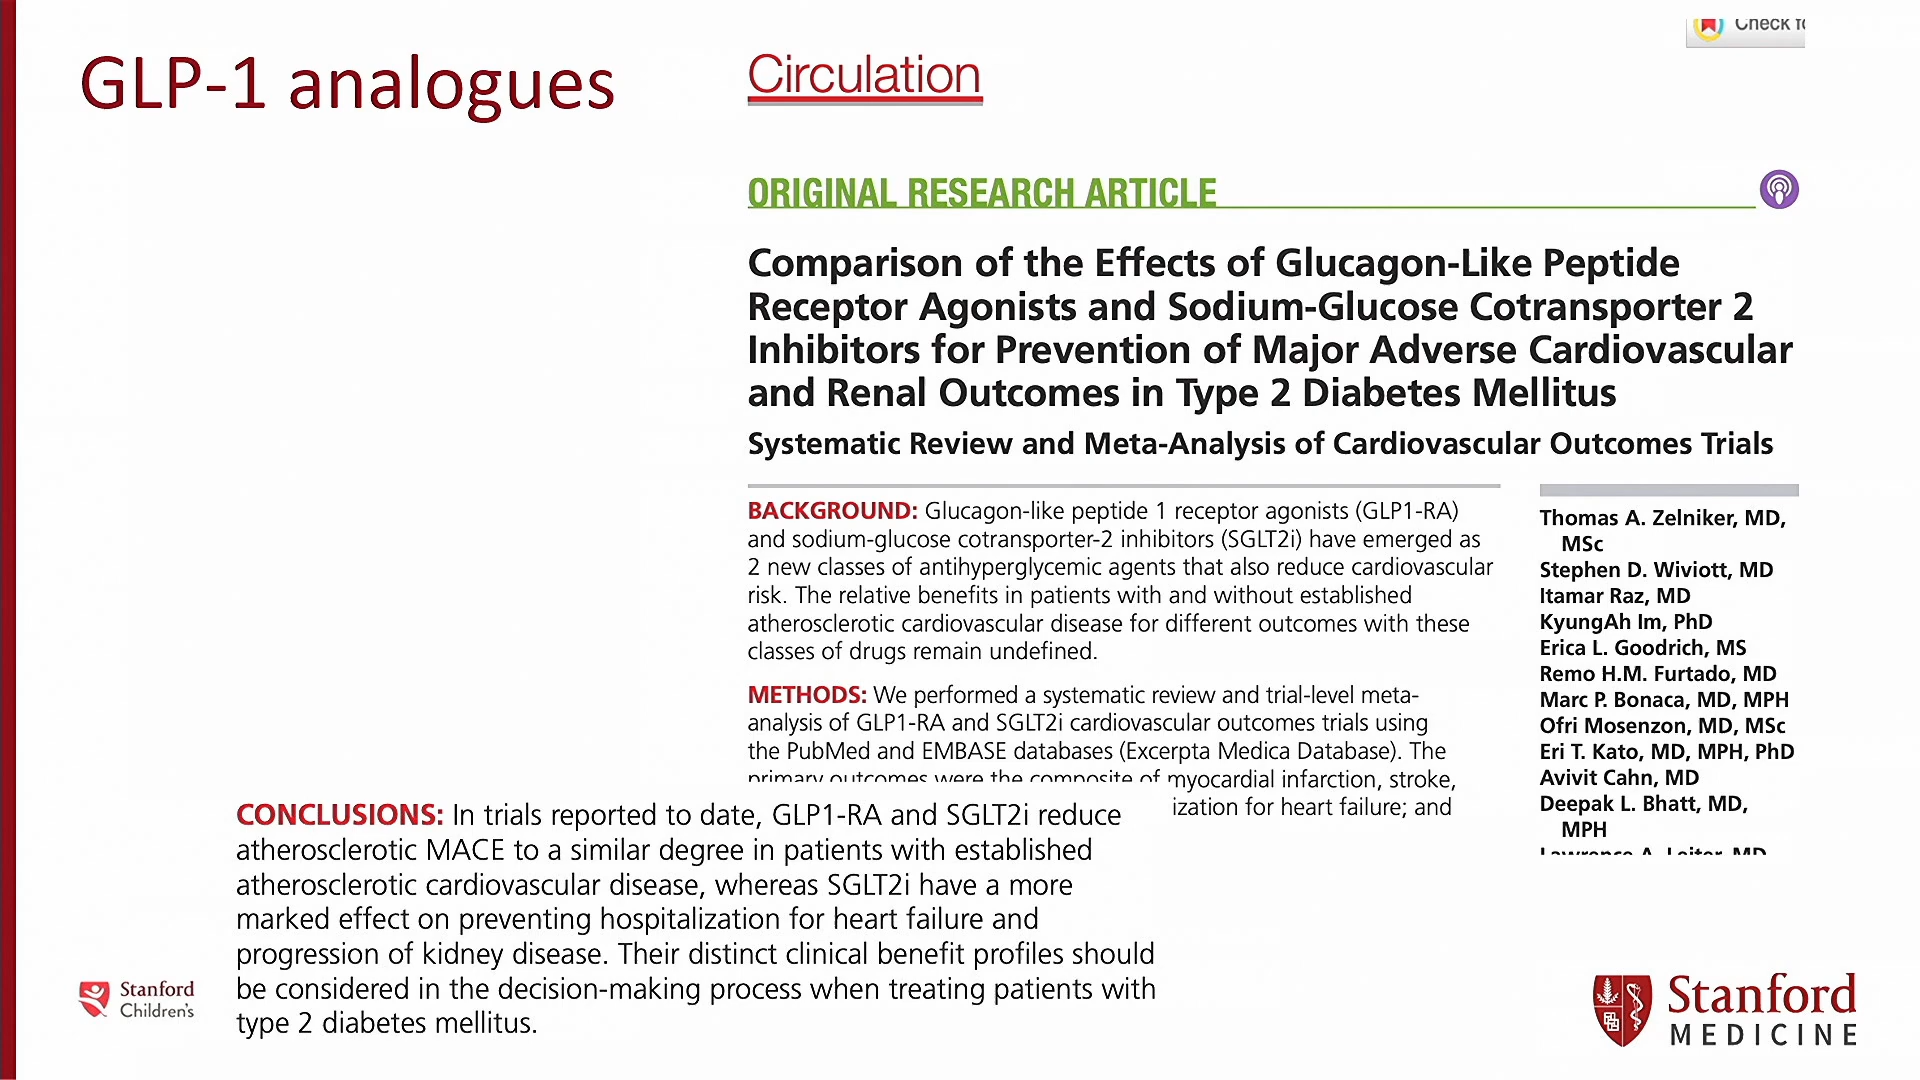 Check fo
GLP-1 analogues
Circulation
ORIGINAL RESEARCH ARTICLE
Comparison of the Effects of Glucagon-Like Peptide
Receptor Agonists and Sodium-Glucose Cotransporter 2
Inhibitors for Prevention of Major Adverse Cardiovascular
and Renal Outcomes in Type 2 Diabetes Mellitus
Systematic Review and Meta-Analysis of Cardiovascular Outcomes Trials
BACKGROUND: Glucagon-like peptide 1 receptor agonists (GLP1-RA)
and sodium-glucose cotransporter-2 inhibitors (SGLT2i) have emerged as
2 new classes of antihyperglycemic agents that also reduce cardiovascular
risk. The relative benefits in patients with and without established
atherosclerotic cardiovascular disease for different outcomes with these
classes of drugs remain undefined.
METHODS: We performed a systematic review and trial-level meta-
analysis of GLP1-RA and SGLT2i cardiovascular outcomes trials using
the PubMed and EMBASE databases (Excerpta Medica Database). The
primary outcomes were the composite of myocardial infarction, stroke,
ization for heart failure; and
Thomas A. Zelniker, MD,
MSc
Stephen D. Wiviott, MD
Itamar Raz, MD
KyungAh Im, PhD
Erica L. Goodrich, MS
Remo H.M. Furtado, MD
Marc P. Bonaca, MD, MPH
Ofri Mosenzon, MD, MSc
Eri T. Kato, MD, MPH, PhD
Avivit Cahn, MD
Deepak L. Bhatt, MD,
MPH
Lawrence A. Leiter, MD
CONCLUSIONS: In trials reported to date, GLP1-RA and SGLT2i reduce
atherosclerotic MACE to a similar degree in patients with established
atherosclerotic cardiovascular disease, whereas SGLT2i have a more
marked effect on preventing hospitalization for heart failure and
progression of kidney disease. Their distinct clinical benefit profiles should
be considered in the decision-making process when treating patients with
type 2 diabetes mellitus.
Stanford
Children's
Stanford
MEDICINE